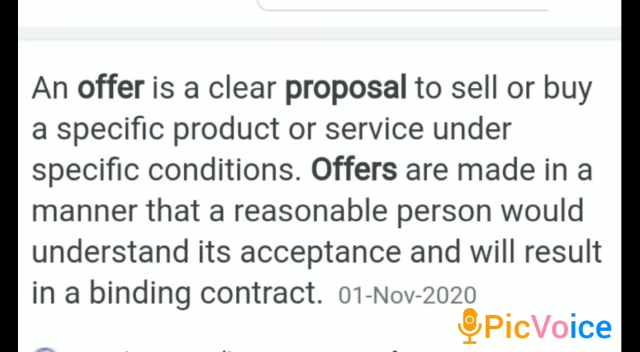 An offer is a clear proposal to sell or buy
a specific product or service under
specific conditions. Offers are made in a
manner that a reasonable person would
understand its acceptance and will result
in a binding contract. 01-Nov-2020
PicVoice